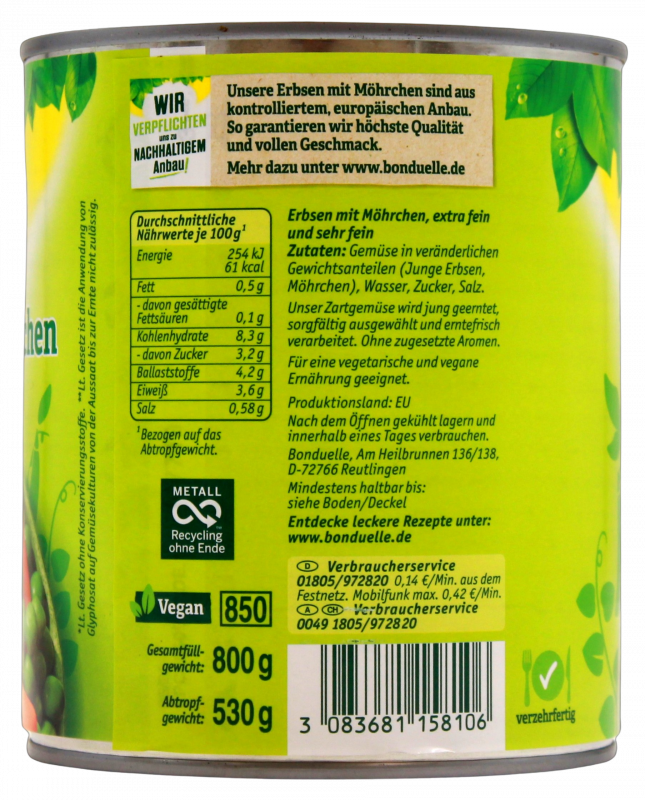 WIR
VERPFLICHTEN
uns zu
NACHHALTIGEM
Anbau!
Unsere Erbsen mit Möhrchen sind aus
kontrolliertem, europäischen Anbau.
So garantieren wir höchste Qualität
und vollen Geschmack.
Mehr dazu unter www.bonduelle.de
Durchschnittliche
Nährwerte je 100g¹
Energie 254 kJ
61 kcal
Fett 0,5 g
- davon gesättigte
Fettsäuren 0,1 g
Kohlenhydrate 8,3 g
- davon Zucker 3,2 g
Ballaststoffe 4,2 g
Eiweiß 3,6 g
Salz 0,58 g
¹Bezogen auf das
Abtropfgewicht.
Erbsen mit Möhrchen, extra fein
und sehr fein
Zutaten: Gemüse in veränderlichen
Gewichtsanteilen (Junge Erbsen,
Möhrchen), Wasser, Zucker, Salz.
Unser Zartgemüse wird jung geerntet,
sorgfältig ausgewählt und erntefrisch
verarbeitet. Ohne zugesetzte Aromen.
Für eine vegetarische und vegane
Ernährung geeignet.
Produktionsland: EU
Nach dem Öffnen gekühlt lagern und
innerhalb eines Tages verbrauchen.
Bonduelle, Am Heilbrunnen 136/138,
D-72766 Reutlingen
Mindestens haltbar bis:
siehe Boden/Deckel
Entdecke leckere Rezepte unter:
www.bonduelle.de
D Verbraucherservice
01805/972820 0,14 €/Min. aus dem
Festnetz. Mobilfunk max. 0,42 €/Min.
A CH Verbraucherservice
0049 1805/972820
*Lt. Gesetz ohne Konservierungsstoffe. **Lt. Gesetz ist die Anwendung von
Glyphosat auf Gemüsekulturen von der Aussaat bis zur Ernte nicht zulässig.
chen
METALL
Recycling
ohne Ende
Vegan
850
Gesamtfüll-
gewicht: 800 g
Abtropf-
gewicht: 530 g
3 083681 158106
verzehrfertig